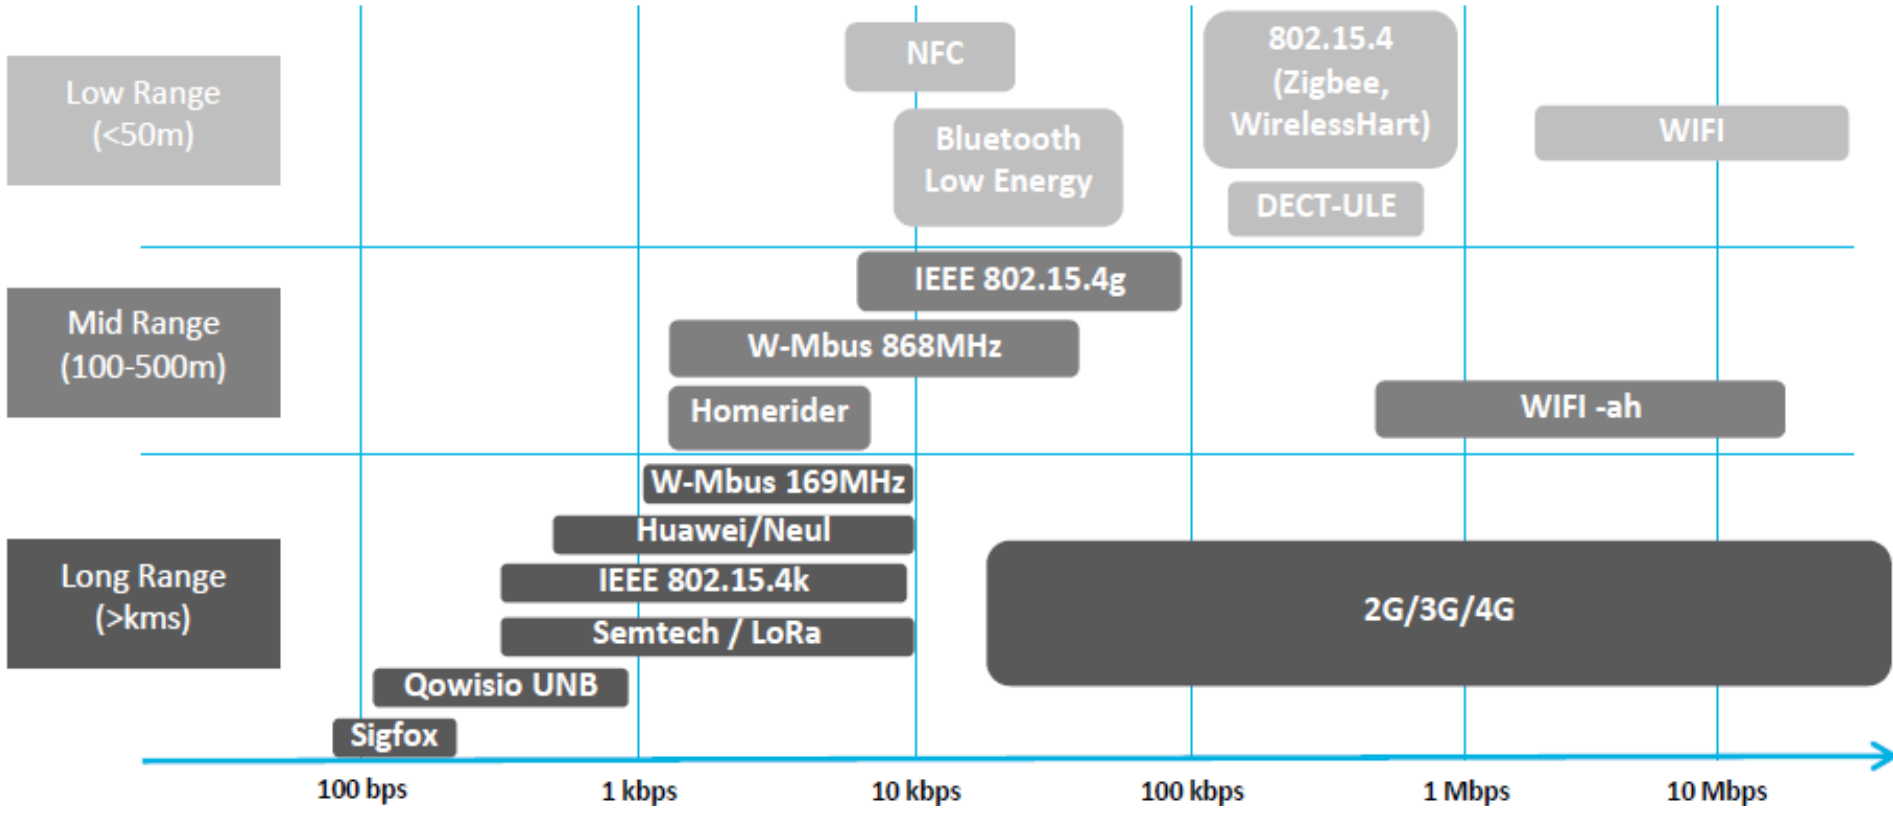 Low Range
(<50m)
NFC
Bluetooth
Low Energy
802.15.4
(Zigbee,
WirelessHart)
DECT-ULE
WIFI
Mid Range
(100-500m)
IEEE 802.15.4g
W-Mbus 868MHz
Homerider
WIFI -ah
Long Range
(>kms)
W-Mbus 169MHz
Huawei/Neul
IEEE 802.15.4k
Semtech / LoRa
Qowisio UNB
Sigfox
2G/3G/4G
100 bps
1 kbps
10 kbps
100 kbps
1 Mbps
10 Mbps